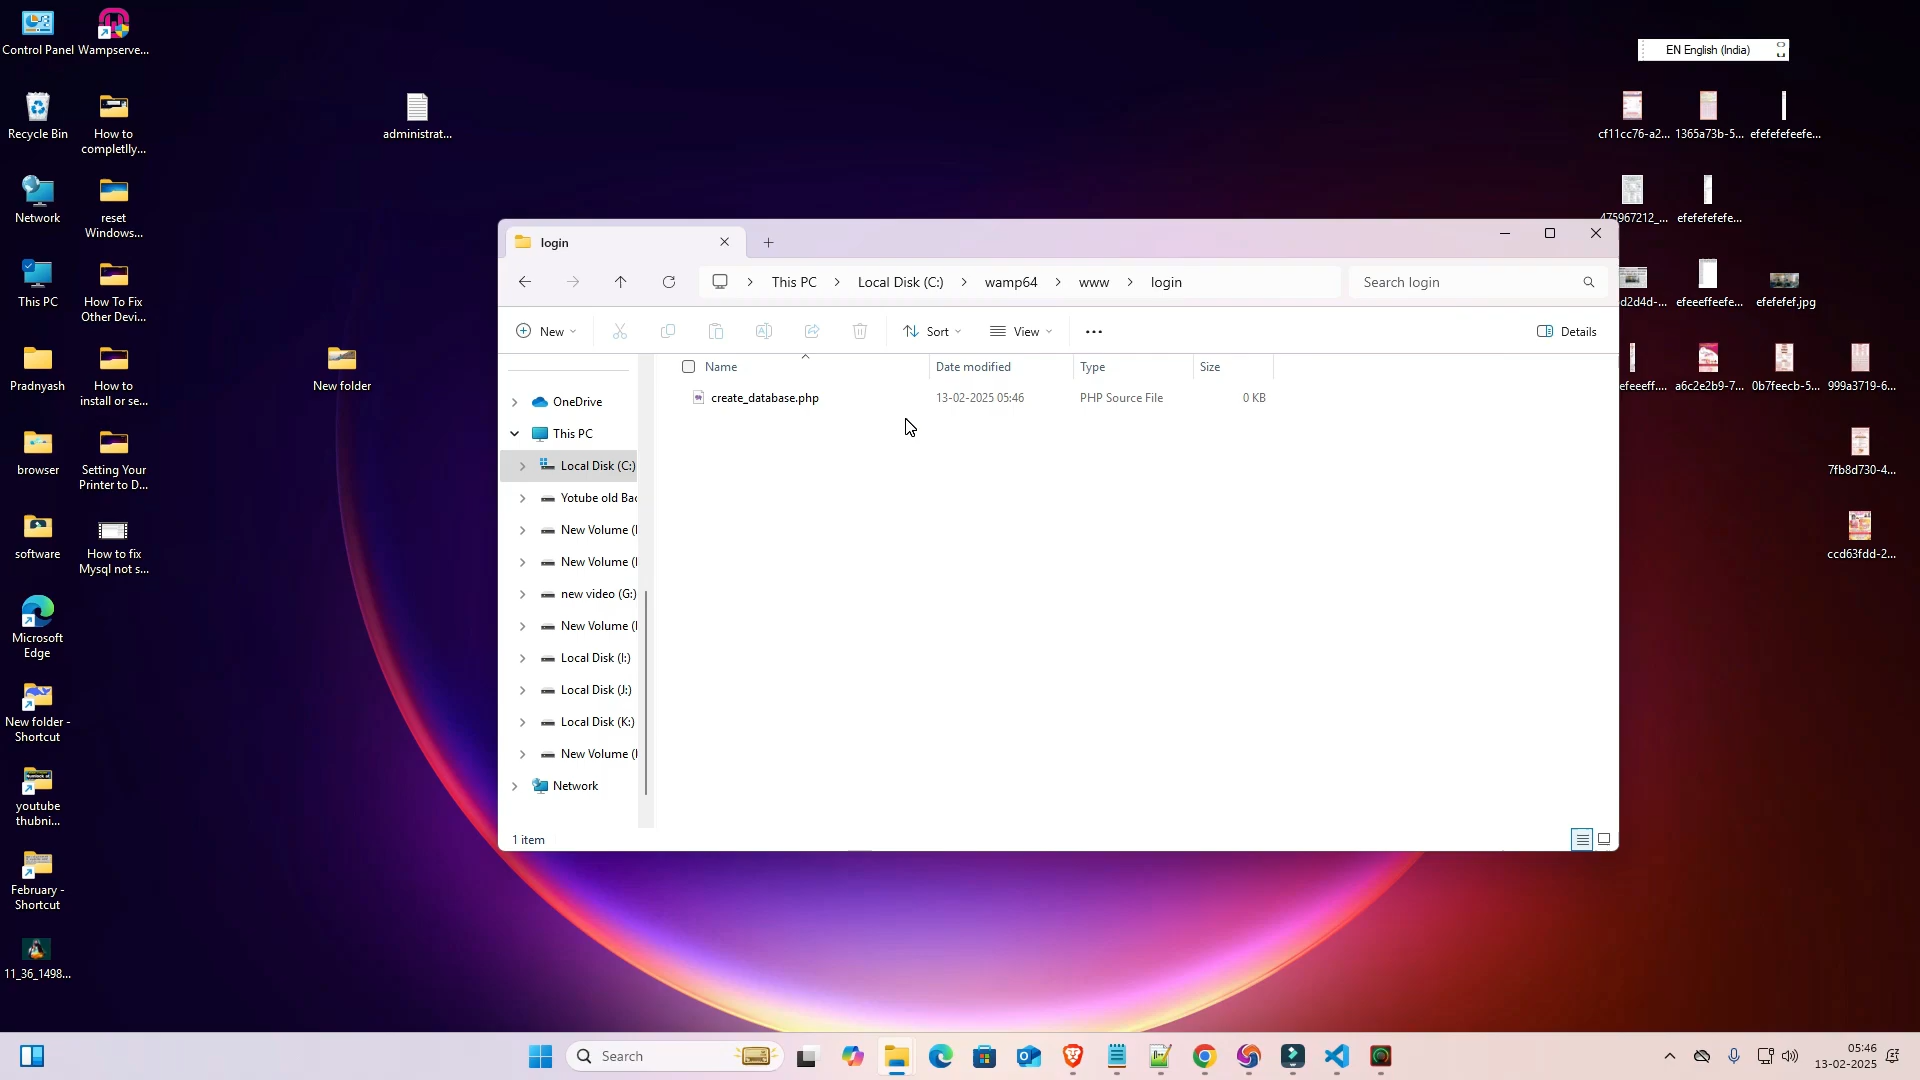 Control Panel
Wampserve...
Recycle Bin
How to
completlly...
Network
reset
Windows...
This PC
How To Fix
Other Devi...
Pradnyash
How to
install or se...
browser
Setting Your
Printer to D...
software
How to fix
Mysql not s...
Microsoft
Edge
New folder -
Shortcut
youtube
thubni...
February -
Shortcut
11_36_1498...
administrat...
New folder
EN English (India)
cf11cc76-a2...
1365a73b-5...
efefefefeefe...
475967212_...
efefefefefe...
d2d4d-...
efeeeffeefe...
efefefef.jpg
efeeeff....
a6c2e2b9-7...
0b7feecb-5...
999a3719-6...
7fb8d730-4...
ccd63fdd-2...
login
This PC
Local Disk (C:)
wamp64
www
login
Search login
New
Sort
View
Details
Name
Date modified
Type
Size
create_database.php
13-02-2025 05:46
PHP Source File
0 KB
OneDrive
This PC
Local Disk (C:)
Yotube old Bac
New Volume (
New Volume (
new video (G:)
New Volume (
Local Disk (I:)
Local Disk (J:)
Local Disk (K:)
New Volume (
Network
1 item
Search
05:46
13-02-2025